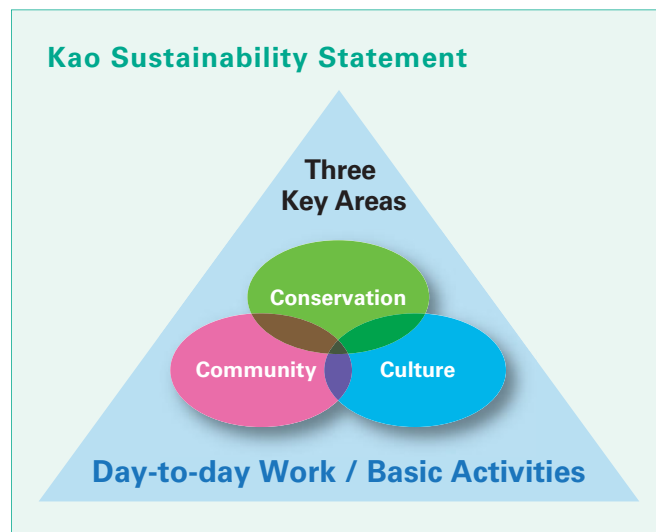 Kao Sustainability Statement
Three
Key Areas
Conservation
Community
Culture
Day-to-day Work / Basic Activities